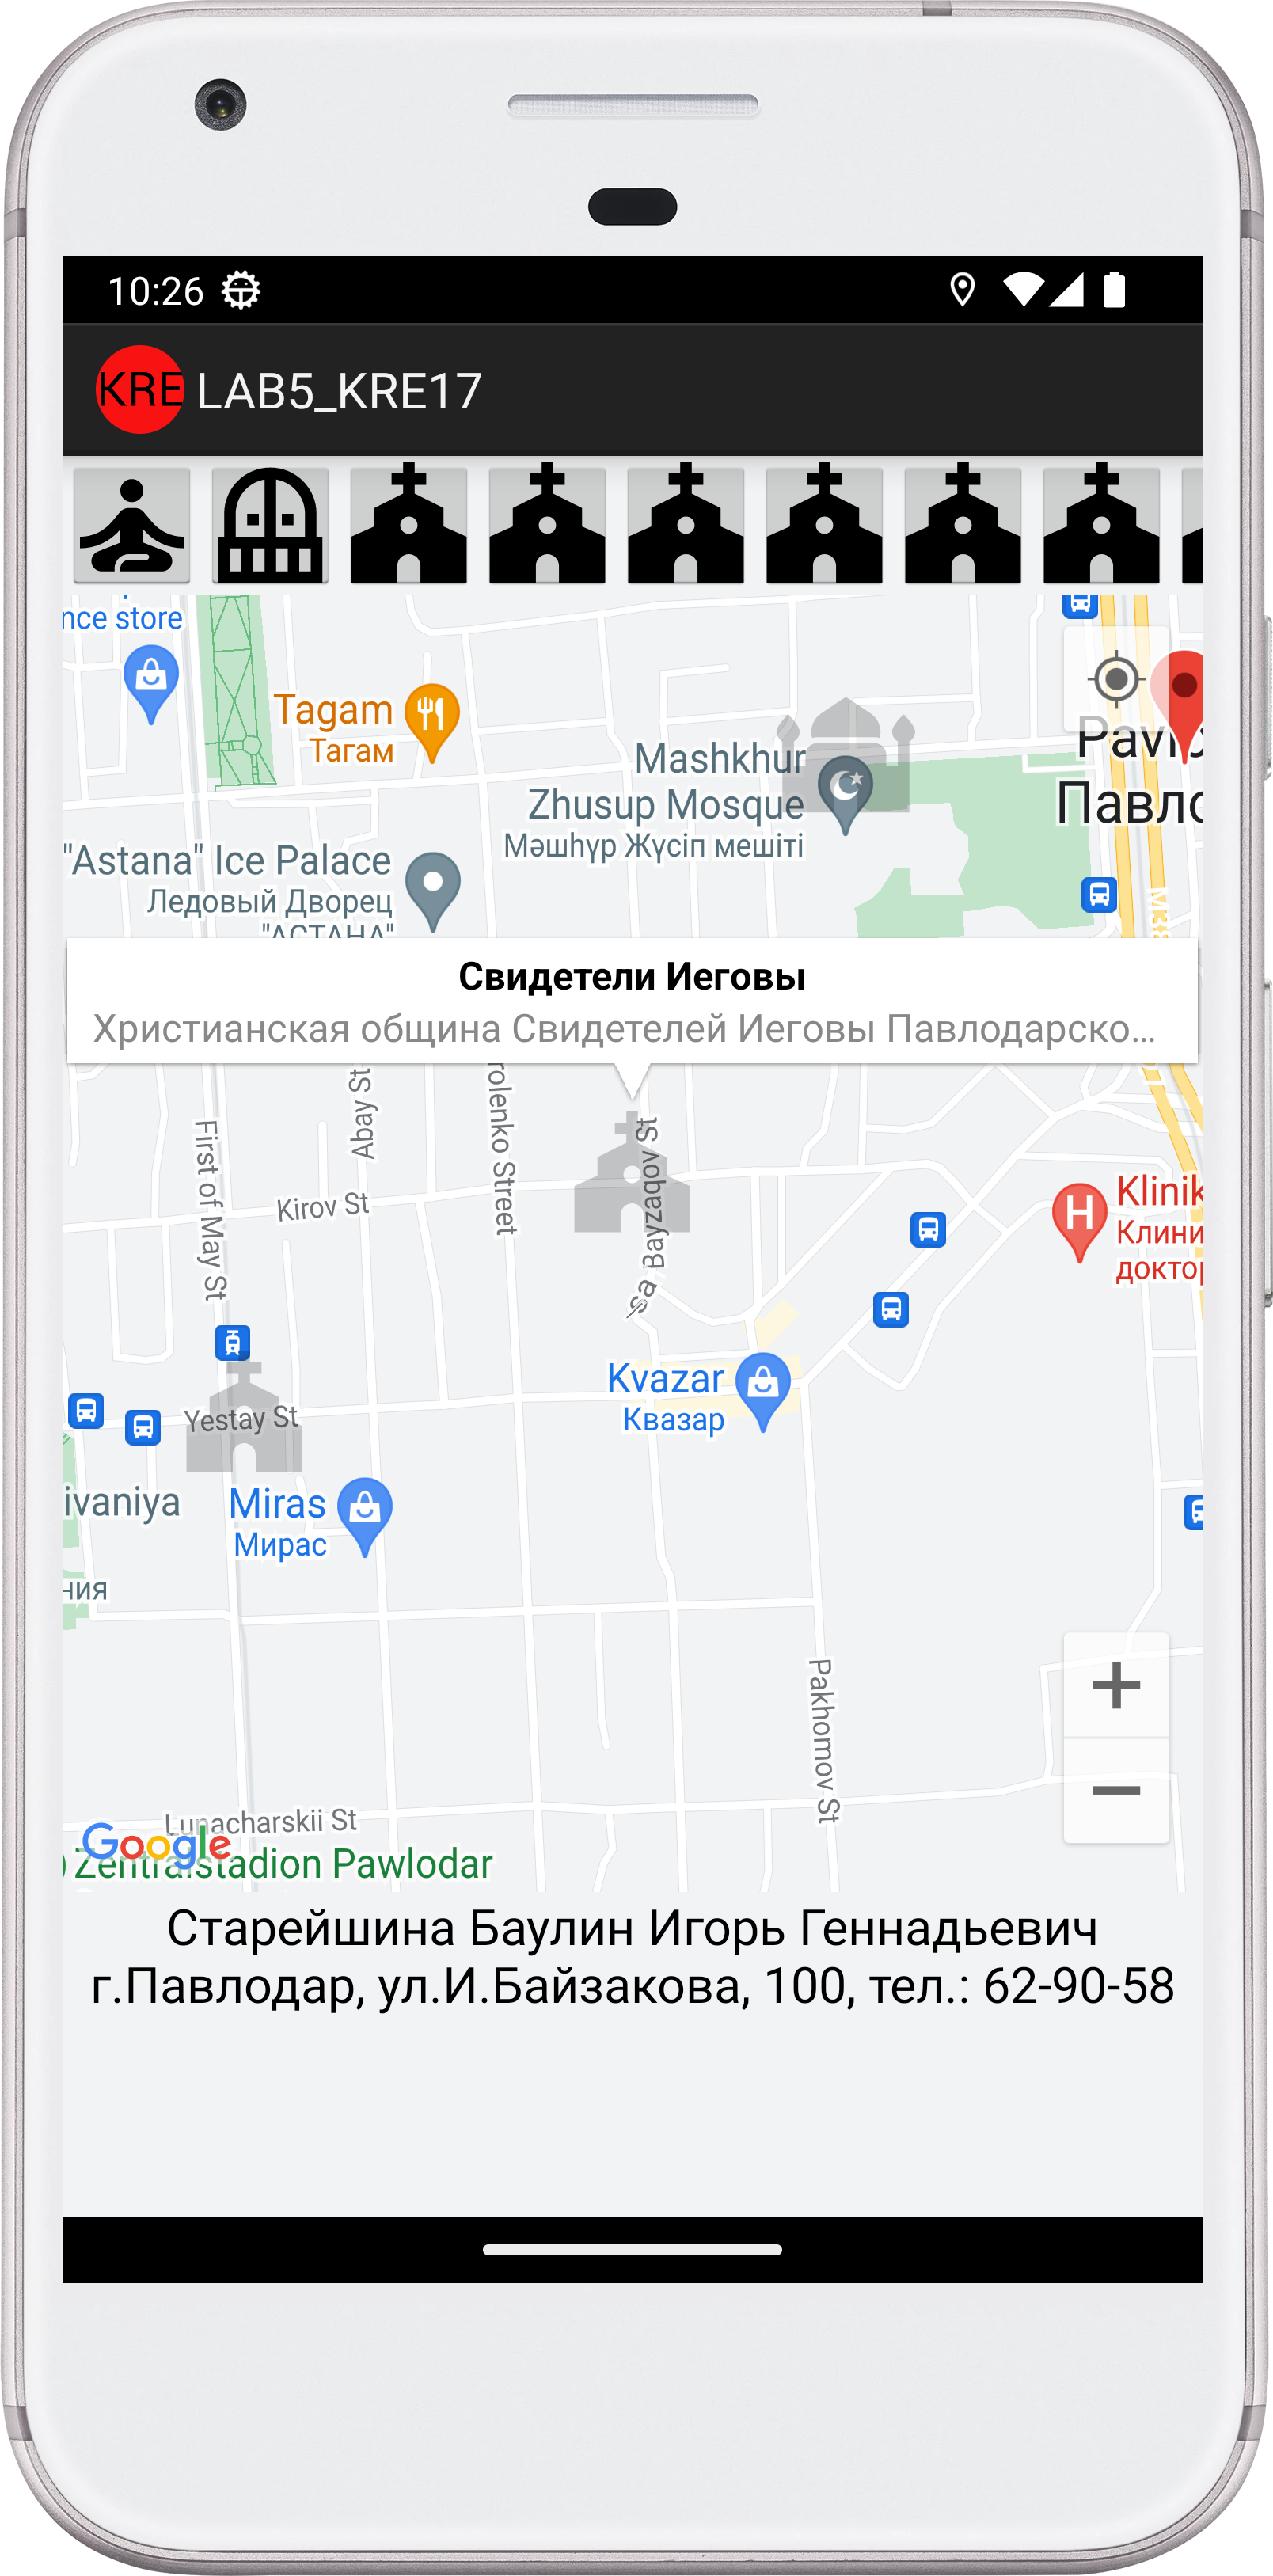 10:26
KRE LAB5_KRE17
nce store
Tagam
Тагам
Mashkhur
Zhusup Mosque
Мәшһүр Жүсіп мешіті
Павло
"Astana" Ice Palace
Ледовый Дворец
"АСТАНА"
Свидетели Иеговы
Христианская община Свидетелей Иеговы Павлодарско...
Abay St
rolenko Street
First of May St
Kirov St
Bayzaqov St
Klinik
Клини
доктор
Kvazar
Квазар
Yestay St
ivaniya
ния
Miras
Мирас
Pakhomov St
Lunacharskii St
Google
Zentralstadion Pawlodar
Старейшина Баулин Игорь Геннадьевич
г.Павлодар, ул.И.Байзакова, 100, тел.: 62-90-58